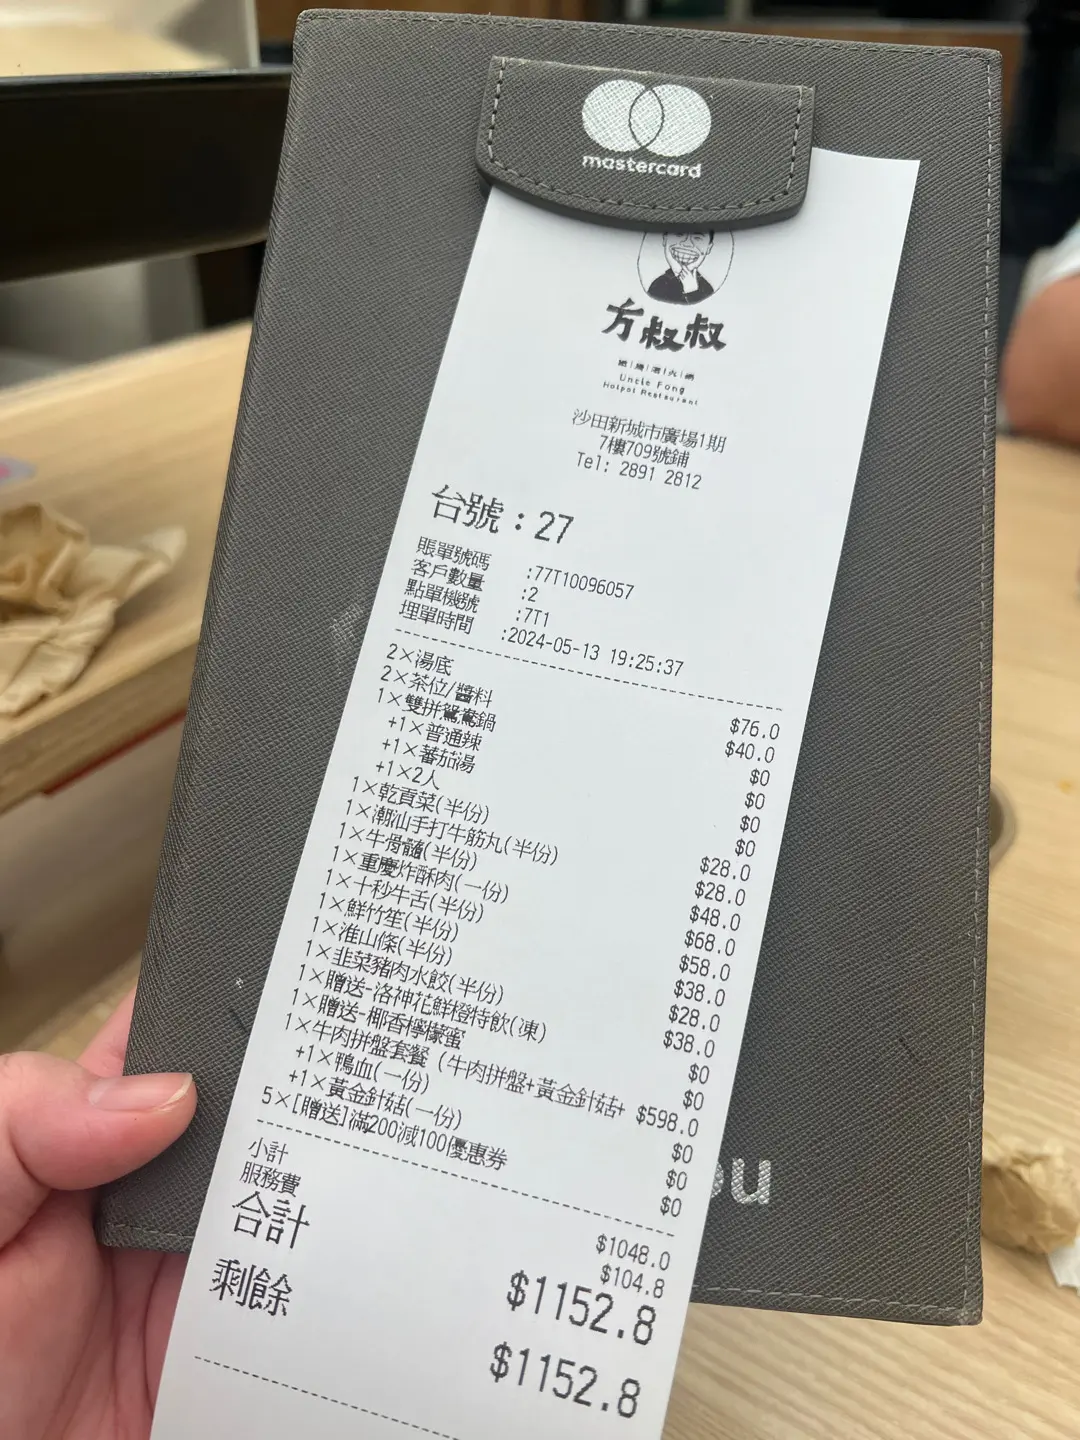 mastercard
方叔叔
Uncle Fong
Hotpot Restaurant
沙田新城市廣場1期
7樓709號鋪
Tel: 2891 2812
台號：27
賬單號碼 :77T10096057
客戶數量 :2
點單機號 :7T1
埋單時間 :2024-05-13 19:25:37
2×湯底 $76.0
2×茶位/醬料 $40.0
1×雙拼鴛鴦鍋 $0
+1×普通辣 $0
+1×蕃茄湯 $0
+1×2人 $0
1×乾貢菜(半份) $28.0
1×潮汕手打牛筋丸(半份) $28.0
1×牛骨髓(半份) $48.0
1×重慶炸酥肉(一份) $68.0
1×十秒牛舌(半份) $58.0
1×鮮竹笙(半份) $38.0
1×淮山條(半份) $28.0
1×韭菜豬肉水餃(半份) $38.0
1×贈送-洛神花鮮橙特飲(凍) $0
1×贈送-椰香檸檬蜜 $0
1×牛肉拼盤套餐 (牛肉拼盤+黃金針菇+ $598.0
+1×鴨血(一份) $0
+1×黃金針菇(一份) $0
5×[贈送]滿200減100優惠券 $0
小計 $1048.0
服務費 $104.8
合計 $1152.8
剩餘 $1152.8
ou